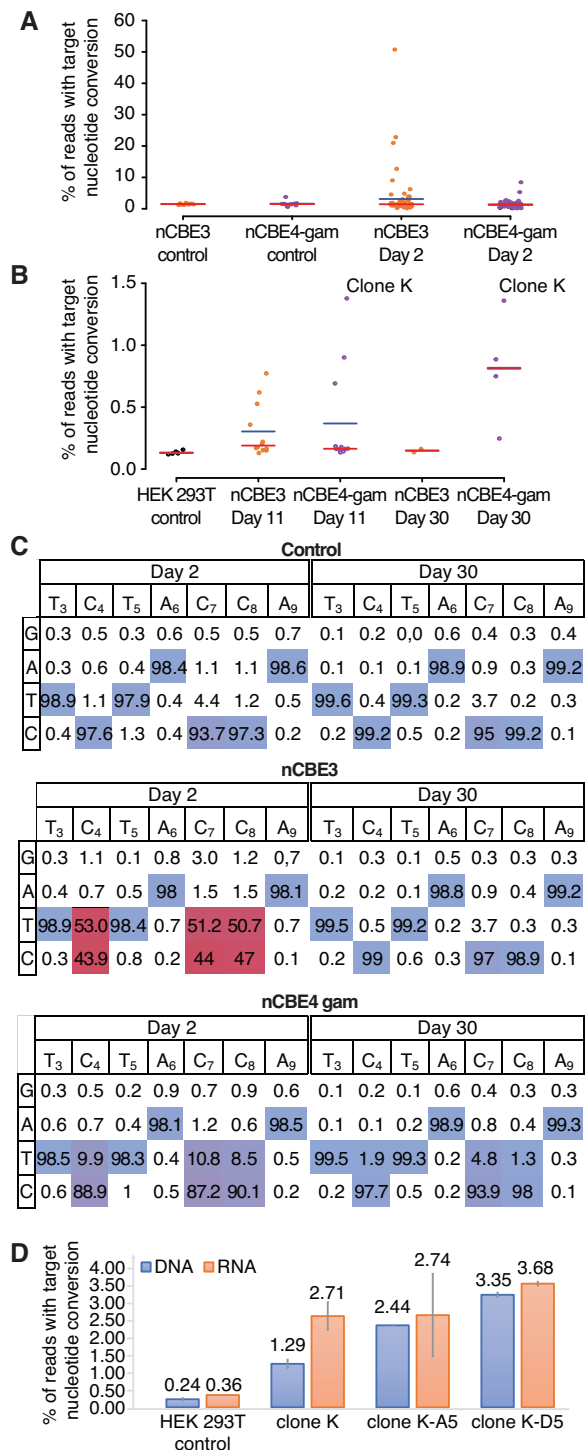 A
% of reads with target
nucleotide conversion
60
50
40
30
20
10
0
nCBE3 nCBE4-gam nCBE3 nCBE4-gam
control control Day 2 Day 2
B
Clone K Clone K
% of reads with target
nucleotide conversion
1.5
1.0
0.5
0.0
HEK 293T nCBE3 nCBE4-gam nCBE3 nCBE4-gam
control Day 11 Day 11 Day 30 Day 30
C
Control
Day 2 Day 30
T3 C4 T5 A6 C7 C8 A9 T3 C4 T5 A6 C7 C8 A9
G 0.3 0.5 0.3 0.6 0.5 0.5 0.7 0.1 0.2 0,0 0.6 0.4 0.3 0.4
A 0.3 0.6 0.4 98.4 1.1 1.1 98.6 0.1 0.1 0.1 98.9 0.9 0.3 99.2
T 98.9 1.1 97.9 0.4 4.4 1.2 0.5 99.6 0.4 99.3 0.2 3.7 0.2 0.3
C 0.4 97.6 1.3 0.4 93.7 97.3 0.2 0.2 99.2 0.5 0.2 95 99.2 0.1
nCBE3
Day 2 Day 30
T3 C4 T5 A6 C7 C8 A9 T3 C4 T5 A6 C7 C8 A9
G 0.3 1.1 0.1 0.8 3.0 1.2 0,7 0.1 0.3 0.1 0.5 0.3 0.3 0.3
A 0.4 0.7 0.5 98 1.5 1.5 98.1 0.2 0.2 0.1 98.8 0.9 0.4 99.2
T 98.9 53.0 98.4 0.7 51.2 50.7 0.7 99.5 0.5 99.2 0.2 3.7 0.3 0.3
C 0.3 43.9 0.8 0.2 44 47 0.1 0.2 99 0.6 0.3 97 98.9 0.1
nCBE4 gam
Day 2 Day 30
T3 C4 T5 A6 C7 C8 A9 T3 C4 T5 A6 C7 C8 A9
G 0.3 0.5 0.2 0.9 0.7 0.9 0.6 0.1 0.2 0.1 0.6 0.4 0.3 0.3
A 0.6 0.7 0.4 98.1 1.2 0.6 98.5 0.1 0.1 0.1 98.9 0.8 0.4 99.3
T 98.5 9.9 98.3 0.4 10.8 8.5 0.5 99.5 1.9 99.3 0.2 4.8 1.3 0.3
C 0.6 88.9 1 0.5 87.2 90.1 0.2 0.2 97.7 0.5 0.2 93.9 98 0.1
D
% of reads with target
nucleotide conversion
DNA RNA
4.00
3.50
3.00
2.50
2.00
1.50
1.00
0.50
0.00
0.24 0.36 1.29 2.71 2.44 2.74 3.35 3.68
HEK 293T clone K clone K-A5 clone K-D5
control